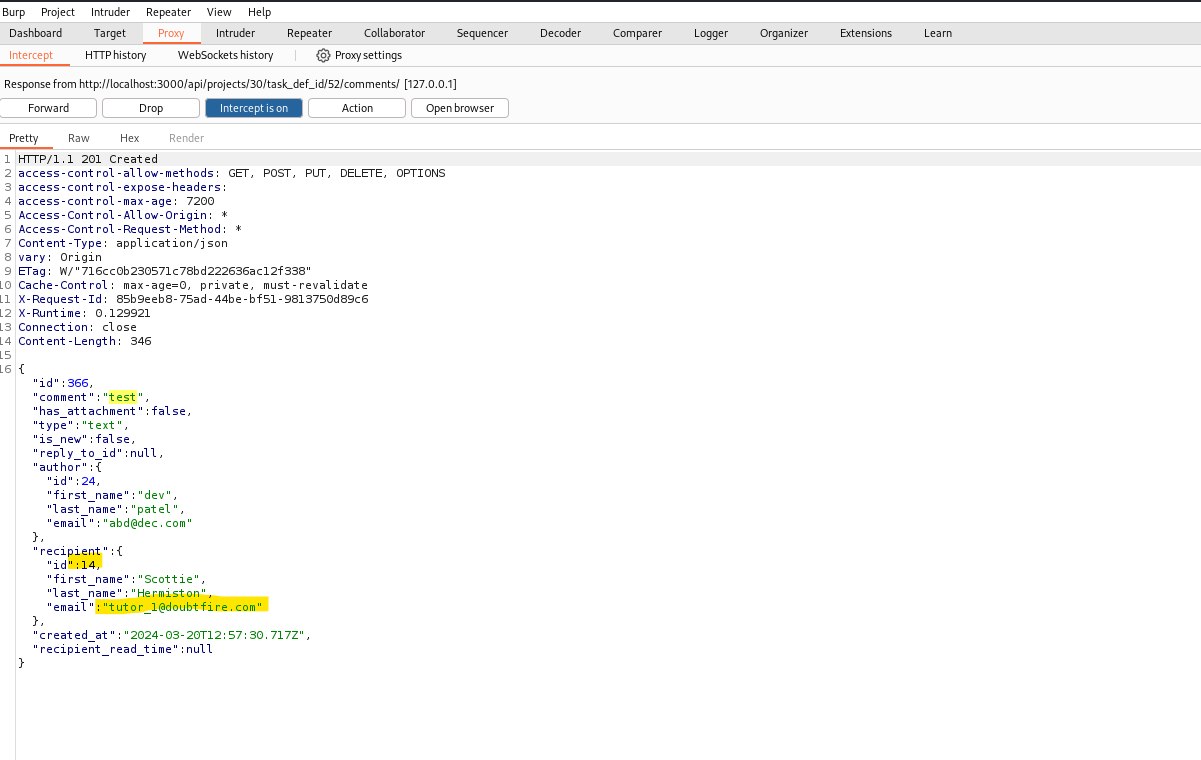 Burp Project Intruder Repeater View Help
Dashboard Target Proxy Intruder Repeater Collaborator Sequencer Decoder Comparer Logger Organizer Extensions Learn
Intercept HTTP history WebSockets history Proxy settings
Response from http://localhost:3000/api/projects/30/task_def_id/52/comments/ [127.0.0.1]
Forward Drop Intercept is on Action Open browser
Pretty Raw Hex Render
1 HTTP/1.1 201 Created
2 access-control-allow-methods: GET, POST, PUT, DELETE, OPTIONS
3 access-control-expose-headers:
4 access-control-max-age: 7200
5 Access-Control-Allow-Origin: *
6 Access-Control-Request-Method: *
7 Content-Type: application/json
8 vary: Origin
9 ETag: W/"716cc0b230571c78bd222636ac12f338"
10 Cache-Control: max-age=0, private, must-revalidate
11 X-Request-Id: 85b9eeb8-75ad-44be-bf51-9813750d89c6
12 X-Runtime: 0.129921
13 Connection: close
14 Content-Length: 346
15
16 {
"id":366,
"comment":"test",
"has_attachment":false,
"type":"text",
"is_new":false,
"reply_to_id":null,
"author":{
"id":24,
"first_name":"dev",
"last_name":"patel",
"email":"abd@dec.com"
},
"recipient":{
"id":14,
"first_name":"Scottie",
"last_name":"Hermiston",
"email":"tutor_1@doubtfire.com"
},
"created_at":"2024-03-20T12:57:30.717Z",
"recipient_read_time":null
}